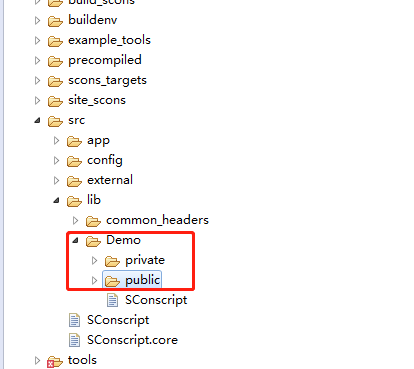 build_scons
buildenv
example_tools
precompiled
scons_targets
site_scons
src
app
config
external
lib
common_headers
Demo
private
public
SConscript
SConscript
SConscript.core
tools